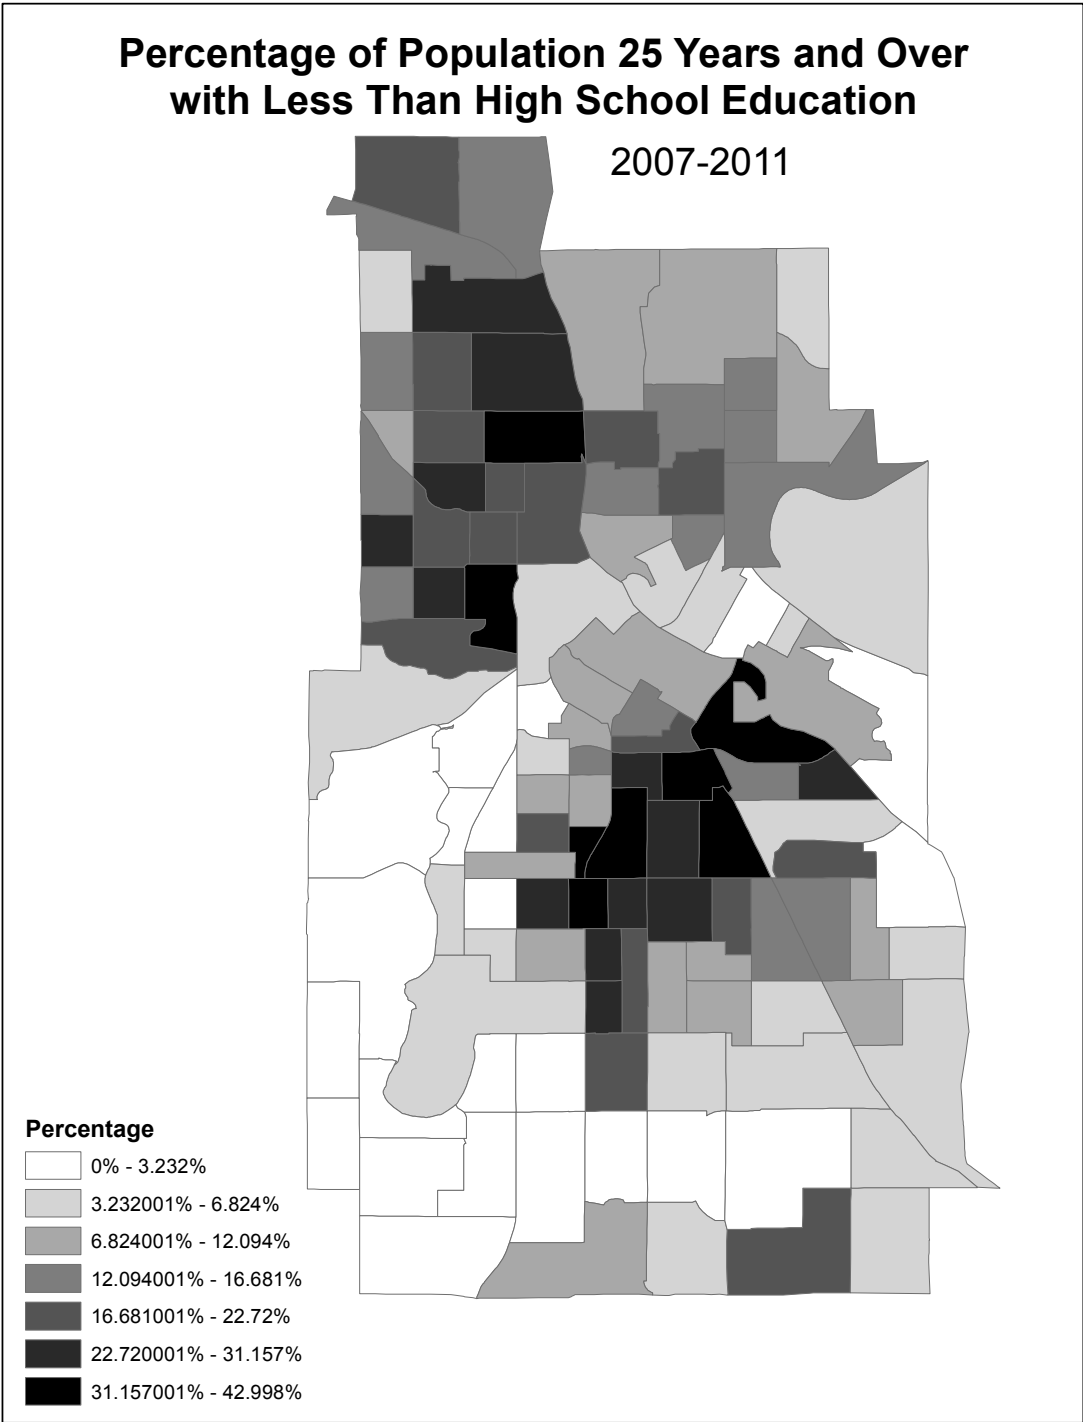 Percentage of Population 25 Years and Over
with Less Than High School Education
2007-2011
Percentage
0% - 3.232%
3.232001% - 6.824%
6.824001% - 12.094%
12.094001% - 16.681%
16.681001% - 22.72%
22.720001% - 31.157%
31.157001% - 42.998%